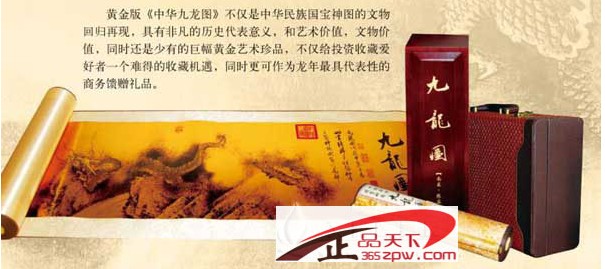 黄金版《中华九龙图》不仅是中华民族国宝神图的文物
回归再现，具有非凡的历史代表意义，和艺术价值，文物价
值，同时还是少有的巨幅黄金艺术珍品，不仅给投资收藏爱
好者一个难得的收藏机遇，同时更可作为龙年最具代表性的
商务馈赠礼品。
九龍圖
九龍圖
正品天下
365zpw.com